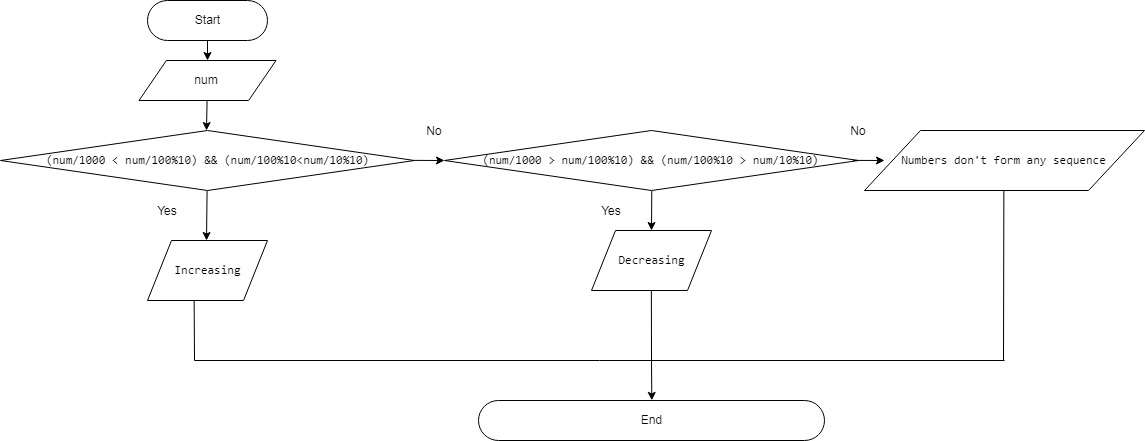 Start
num
(num/1000 < num/100%10) && (num/100%10<num/10%10)
No
(num/1000 > num/100%10) && (num/100%10 > num/10%10)
No
Numbers don't form any sequence
Yes
Increasing
Yes
Decreasing
End